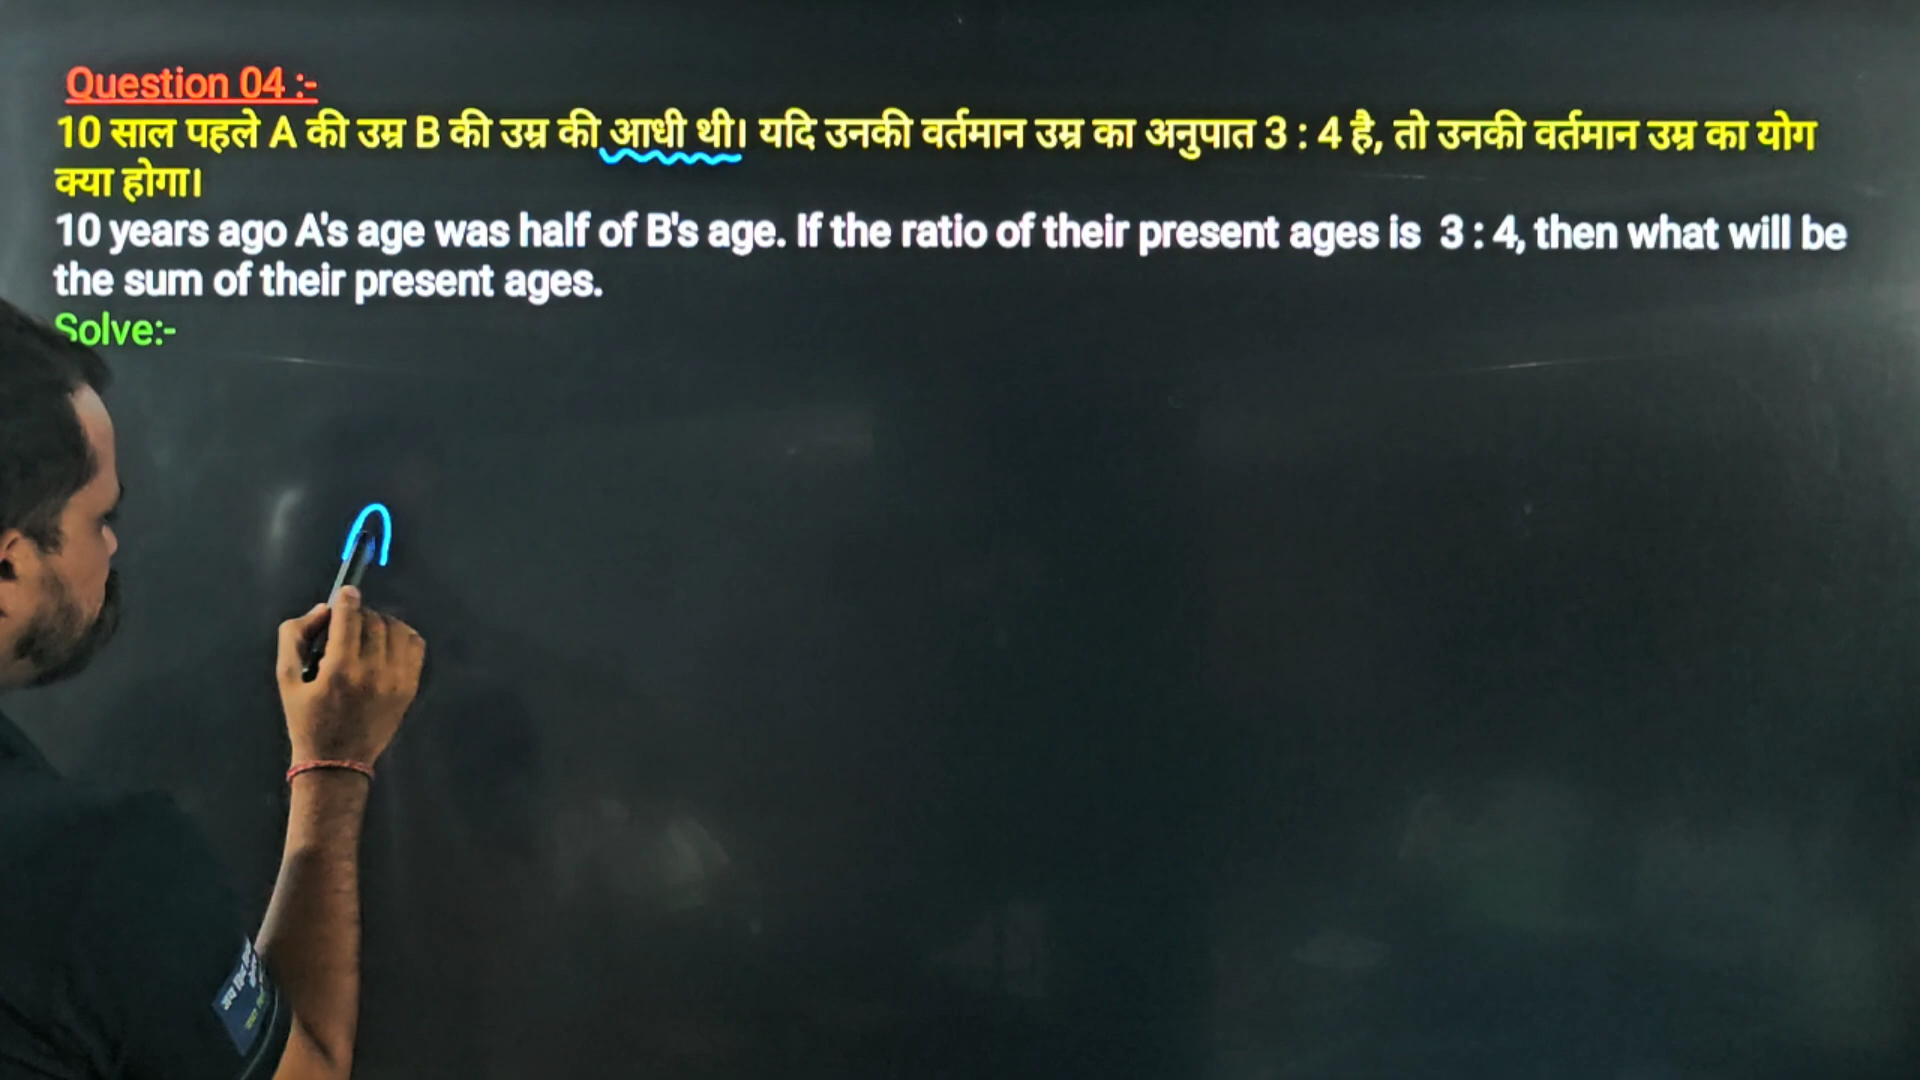 Question 04 :-
10 साल पहले A की उम्र B की उम्र की आधी थी। यदि उनकी वर्तमान उम्र का अनुपात 3 : 4 है, तो उनकी वर्तमान उम्र का योग
क्या होगा।
10 years ago A's age was half of B's age. If the ratio of their present ages is 3 : 4, then what will be
the sum of their present ages.
Solve:-